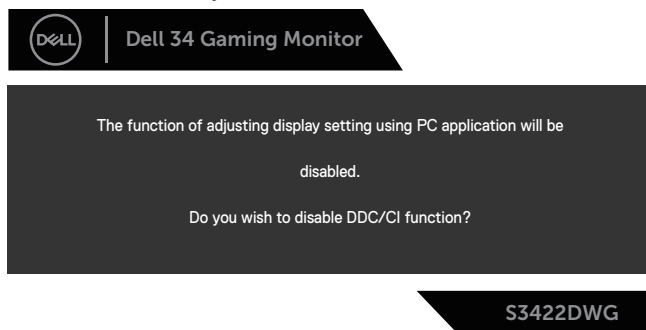 DELL
Dell 34 Gaming Monitor
The function of adjusting display setting using PC application will be
disabled.
Do you wish to disable DDC/CI function?
S3422DWG